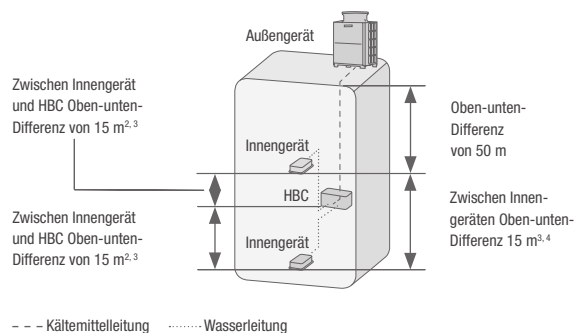 Außengerät
Zwischen Innengerät
und HBC Oben-unten-
Differenz von 15 m2, 3
Oben-unten-
Differenz
von 50 m
Innengerät
HBC
Zwischen Innen-
geräten Oben-unten-
Differenz 15 m3, 4
Zwischen Innengerät
und HBC Oben-unten-
Differenz von 15 m2, 3
Innengerät
– – – Kältemittelleitung ········ Wasserleitung